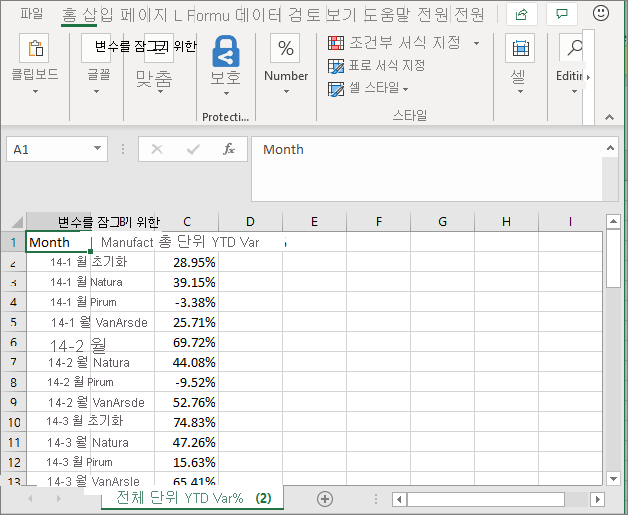 파일 홈 삽입 페이지 L Formu 데이터 검토 보기 도움말 전원 전원
변수를 잠그기 위한
클립보드 글꼴 맞춤 보호 % Number 조건부 서식 지정 셀 Editin
표로 서식 지정
셀 스타일
Protecti... 스타일
A1 fx Month
변수를 잠그기 위한 B C D E F G H I
1 Month Manufact 총 단위 YTD Var
2 14-1 월 초기화 28.95%
3 14-1 월 Natura 39.15%
4 14-1 월 Pirum -3.38%
5 14-1 월 VanArsde 25.71%
6 14-2 월 69.72%
7 14-2 월 Natura 44.08%
8 14-2 월 Pirum -9.52%
9 14-2 월 VanArsde 52.76%
10 14-3 월 초기화 74.83%
11 14-3 월 Natura 47.26%
12 14-3 월 Pirum 15.63%
13 14-3 월 VanArsle 65.41%
전체 단위 YTD Var% (2)